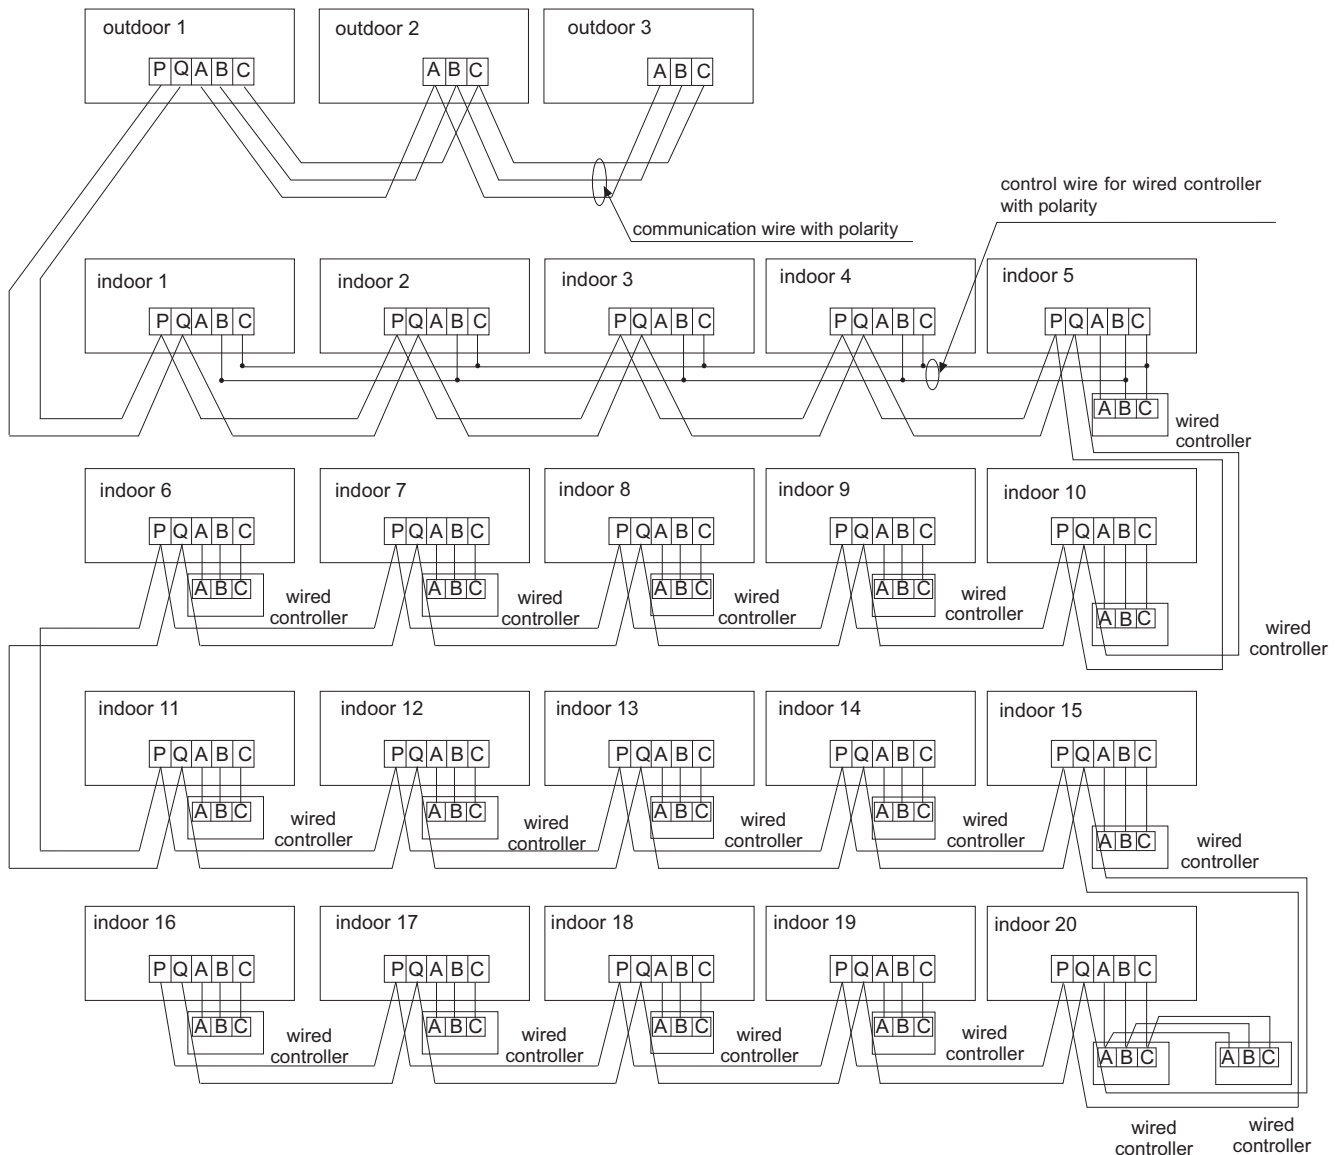 outdoor 1
outdoor 2
outdoor 3
P Q A B C
A B C
A B C
control wire for wired controller
with polarity
communication wire with polarity
indoor 1
indoor 2
indoor 3
indoor 4
indoor 5
P Q A B C
P Q A B C
P Q A B C
P Q A B C
P Q A B C
A B C
wired
controller
indoor 6
indoor 7
indoor 8
indoor 9
indoor 10
P Q A B C
P Q A B C
P Q A B C
P Q A B C
P Q A B C
A B C
wired
controller
A B C
wired
controller
A B C
wired
controller
A B C
wired
controller
A B C
wired
controller
indoor 11
indoor 12
indoor 13
indoor 14
indoor 15
P Q A B C
P Q A B C
P Q A B C
P Q A B C
P Q A B C
A B C
wired
controller
A B C
wired
controller
A B C
wired
controller
A B C
wired
controller
A B C
wired
controller
indoor 16
indoor 17
indoor 18
indoor 19
indoor 20
P Q A B C
P Q A B C
P Q A B C
P Q A B C
P Q A B C
A B C
wired
controller
A B C
wired
controller
A B C
wired
controller
A B C
wired
controller
A B C
A B C
wired
controller
wired
controller